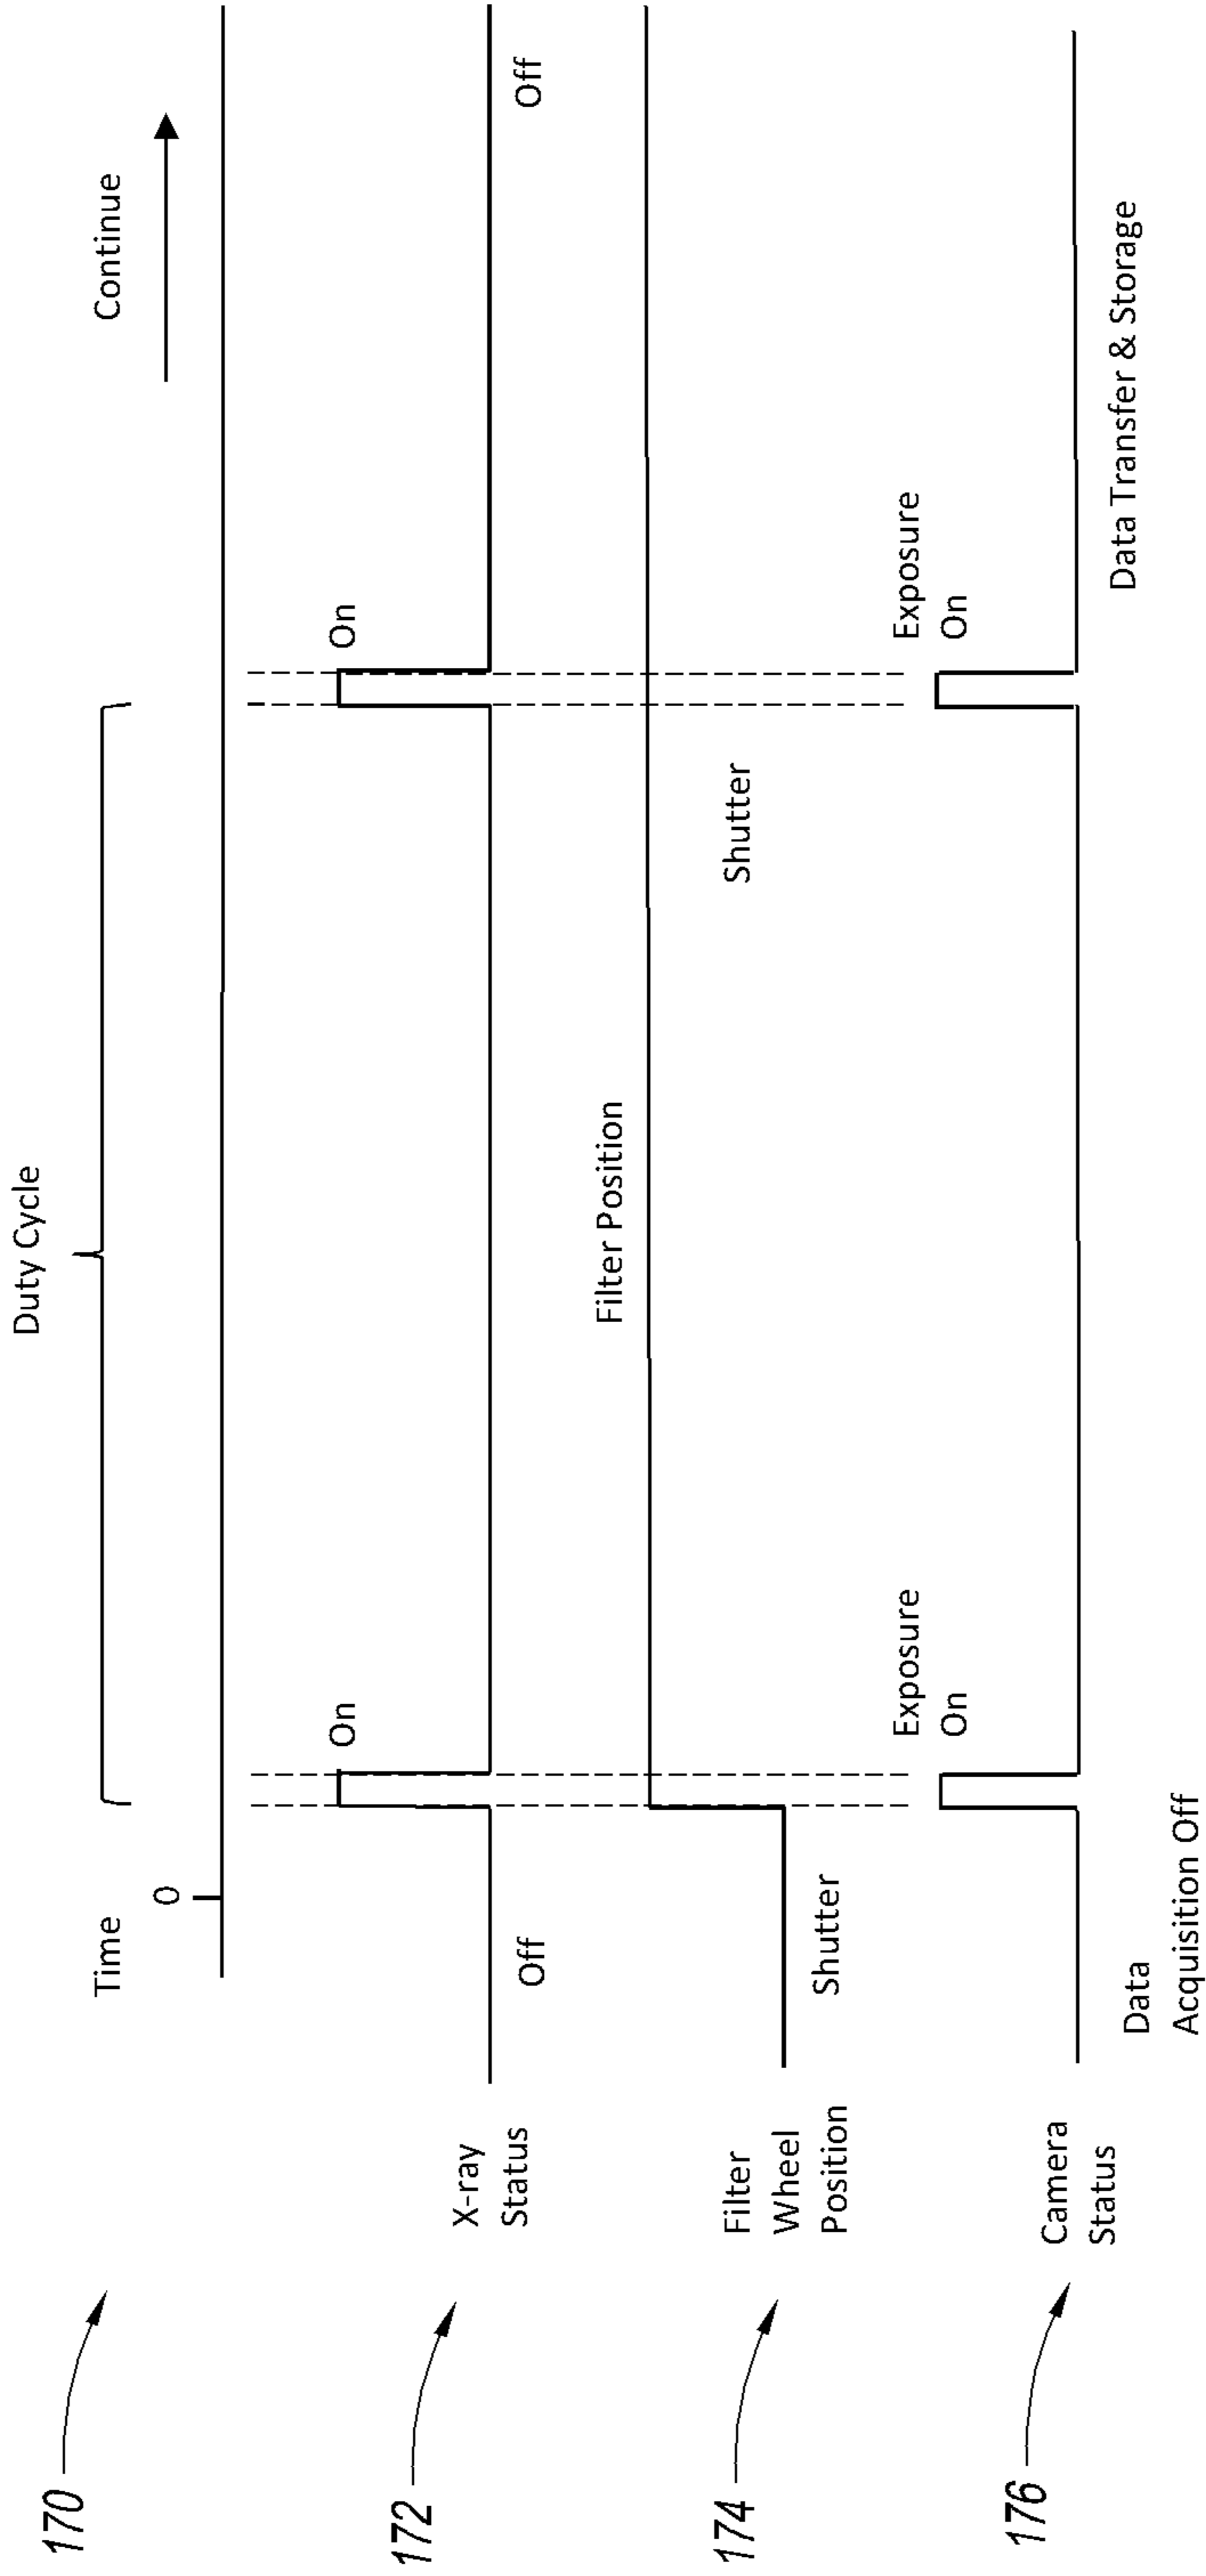 Duty Cycle
170
Time
Continue
0
On
On
172
X-ray
Status
Off
Off
Filter Position
174
Filter
Wheel
Position
Shutter
Shutter
Exposure
On
Exposure
On
176
Camera
Status
Data
Acquisition Off
Data Transfer & Storage